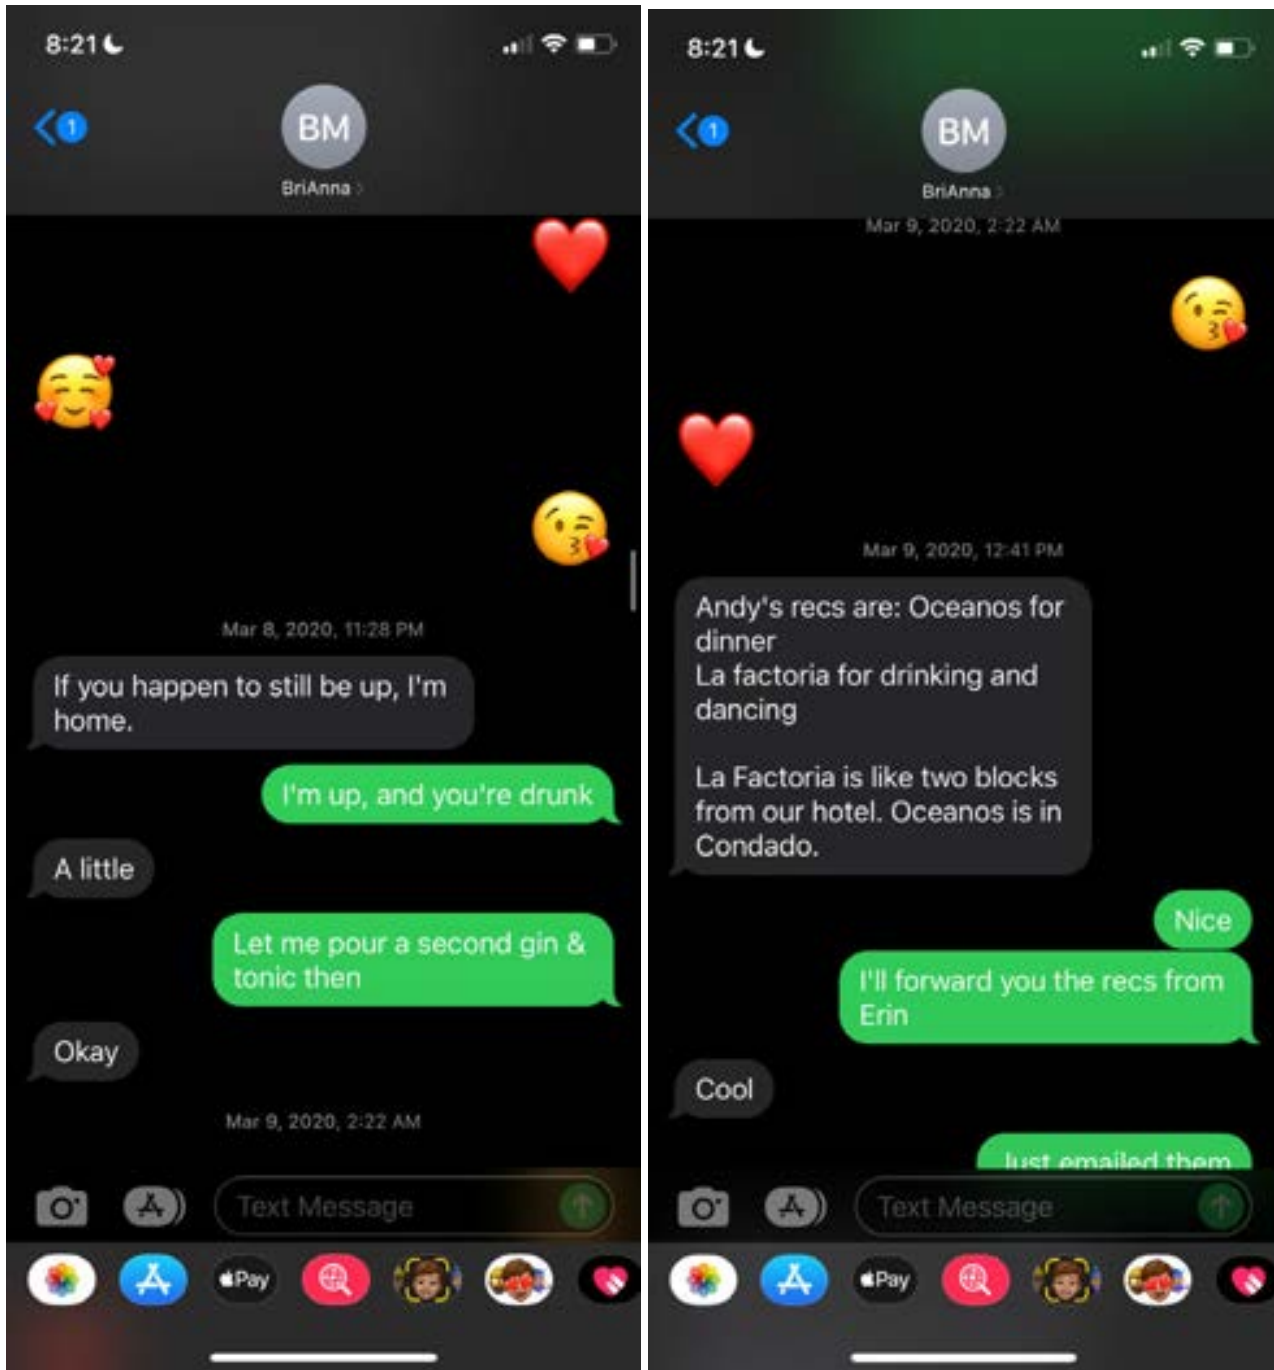 8:21
1
BM
BriAnna
Mar 8, 2020, 11:28 PM
If you happen to still be up, I'm
home.
I'm up, and you're drunk
A little
Let me pour a second gin &
tonic then
Okay
Mar 9, 2020, 2:22 AM
Text Message
Pay
8:21
1
BM
BriAnna
Mar 9, 2020, 2:22 AM
Mar 9, 2020, 12:41 PM
Andy's recs are: Oceanos for
dinner
La factoria for drinking and
dancing
La Factoria is like two blocks
from our hotel. Oceanos is in
Condado.
Nice
I'll forward you the recs from
Erin
Cool
Just emailed them
Text Message
Pay